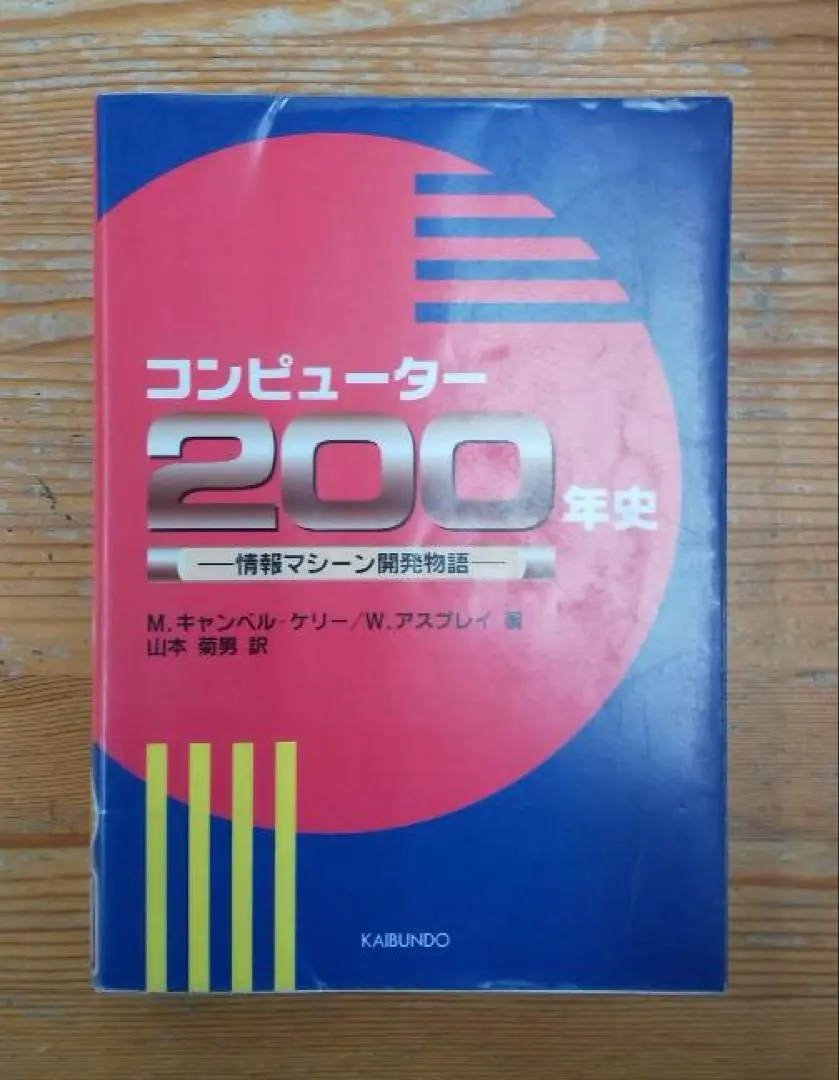 コンピューター
200年史
—情報マシーン開発物語—
M.キャンベル-ケリー/W.アスプレイ 著
山本 菊男 訳
KAIBUNDO